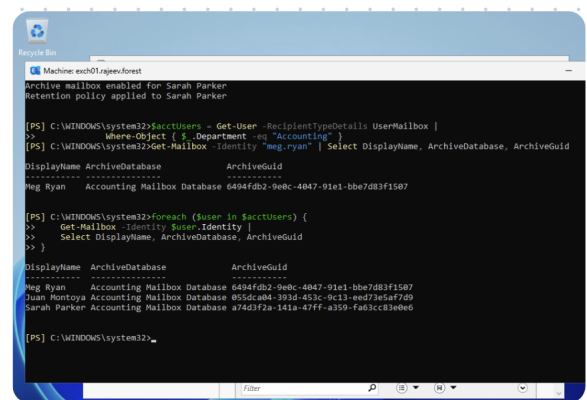 Recycle Bin
Machine: exch01.rajeev.forest
Archive mailbox enabled for Sarah Parker
Retention policy applied to Sarah Parker
[PS] C:\WINDOWS\system32>$acctUsers = Get-User -RecipientTypeDetails UserMailbox |
>> Where-Object { $_.Department -eq "Accounting" }
[PS] C:\WINDOWS\system32>Get-Mailbox -Identity "meg.ryan" | Select DisplayName, ArchiveDatabase, ArchiveGuid
DisplayName ArchiveDatabase ArchiveGuid
----------- --------------- -----------
Meg Ryan Accounting Mailbox Database 6494fdb2-9e0c-4047-91e1-bbe7d83f1507
[PS] C:\WINDOWS\system32>foreach ($user in $acctUsers) {
>> Get-Mailbox -Identity $user.Identity |
>> Select DisplayName, ArchiveDatabase, ArchiveGuid
>> }
DisplayName ArchiveDatabase ArchiveGuid
----------- --------------- -----------
Meg Ryan Accounting Mailbox Database 6494fdb2-9e0c-4047-91e1-bbe7d83f1507
Juan Montoya Accounting Mailbox Database 055dca04-393d-453c-9c13-eed73e5af7d9
Sarah Parker Accounting Mailbox Database a74d3f2a-141a-47ff-a359-fa63cc83e0e6
[PS] C:\WINDOWS\system32>
Filter